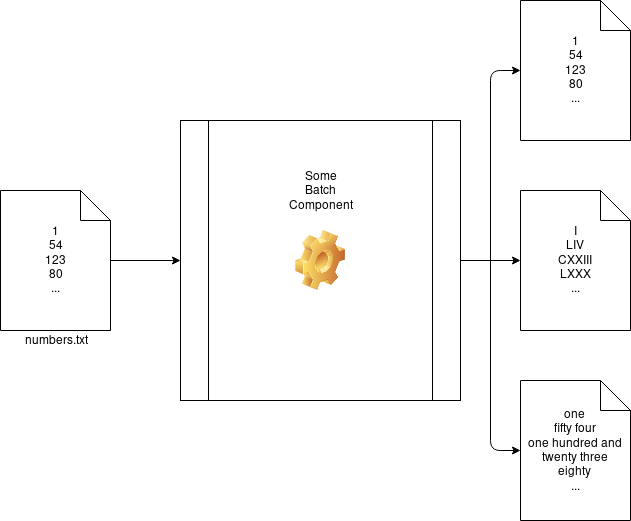 1
54
123
80
...
numbers.txt
Some
Batch
Component
1
54
123
80
...
I
LIV
CXXIII
LXXX
...
one
fifty four
one hundred and
twenty three
eighty
...